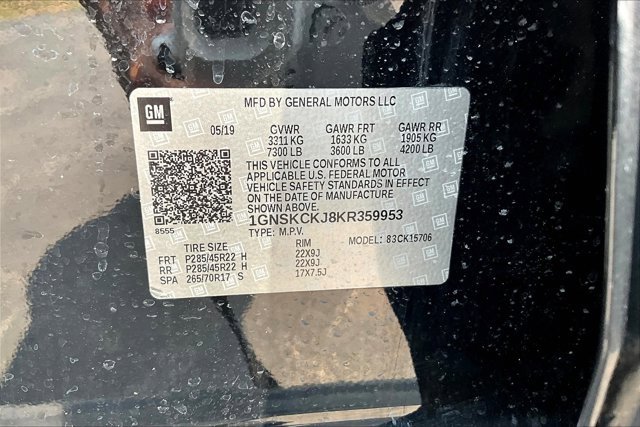 GM
MFD BY GENERAL MOTORS LLC
05/19 GVWR GAWR FRT GAWR RR
3311 KG 1633 KG 1905 KG
7300 LB 3600 LB 4200 LB
THIS VEHICLE CONFORMS TO ALL
APPLICABLE U.S. FEDERAL MOTOR
VEHICLE SAFETY STANDARDS IN EFFECT
ON THE DATE OF MANUFACTURE
SHOWN ABOVE.
1GNSKCKJ8KR359953
8555
TYPE: M.P.V. MODEL: 83CK15706
TIRE SIZE RIM
FRT P285/45R22 H 22X9J
RR P285/45R22 H 22X9J
SPA 265/70R17 S 17X7.5J